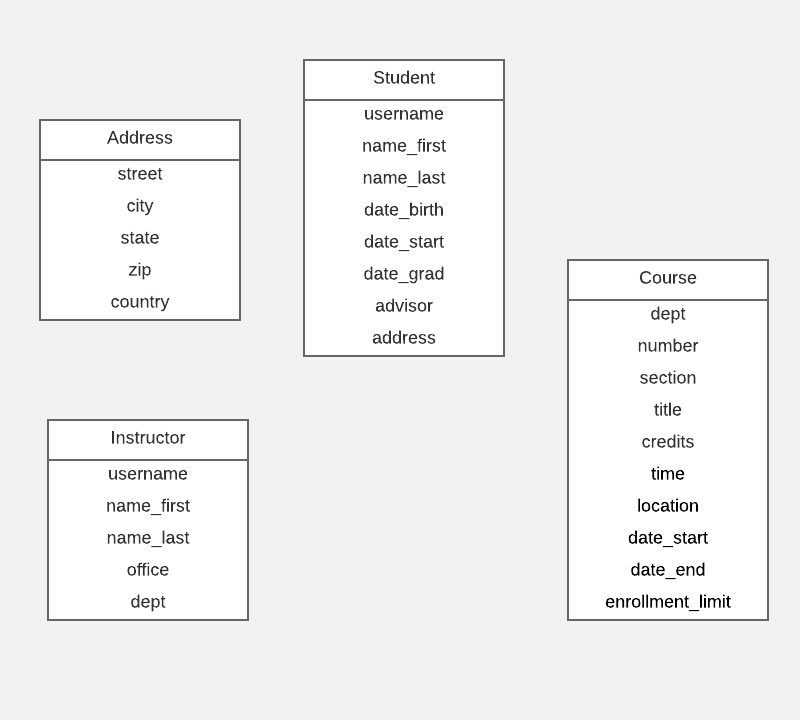 Student
username
name_first
name_last
date_birth
date_start
date_grad
advisor
address
Address
street
city
state
zip
country
Course
dept
number
section
title
credits
time
location
date_start
date_end
enrollment_limit
Instructor
username
name_first
name_last
office
dept